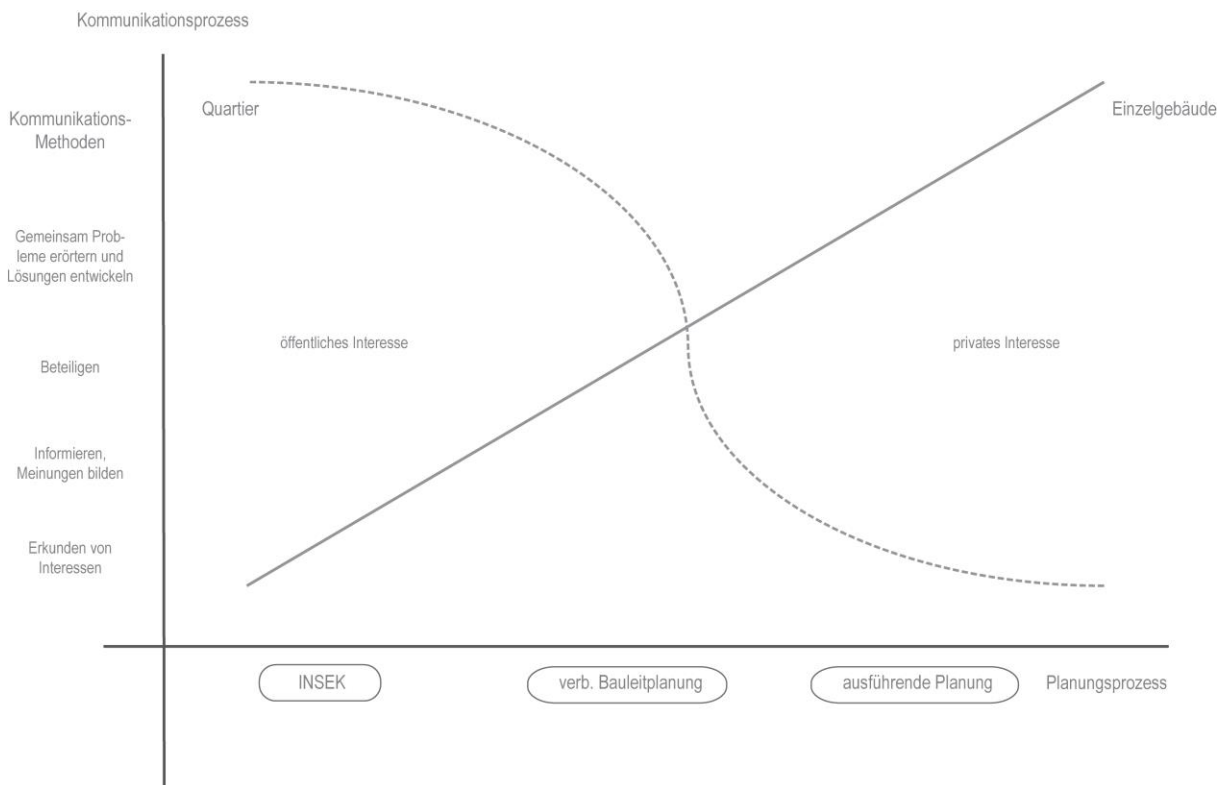 Kommunikationsprozess
Kommunikations-
Methoden
Quartier
Einzelgebäude
Gemeinsam Prob-
leme erörtern und
Lösungen entwickeln
öffentliches Interesse
privates Interesse
Beteiligen
Informieren,
Meinungen bilden
Erkunden von
Interessen
INSEK
verb. Bauleitplanung
ausführende Planung
Planungsprozess